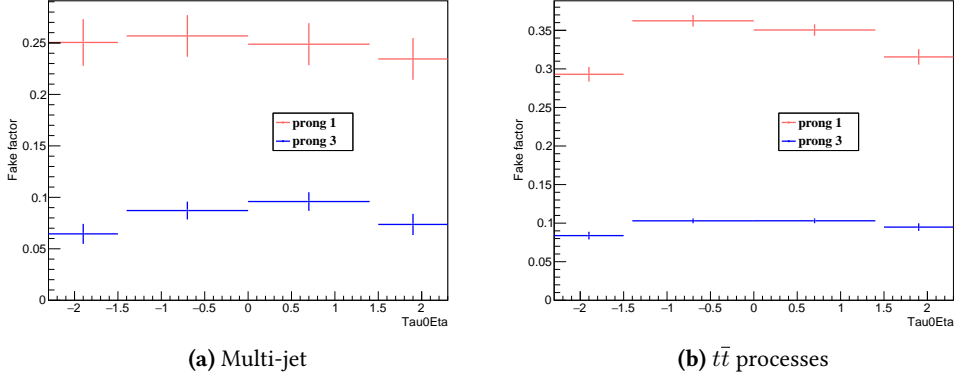 Fake factor
0.25
0.2
0.15
0.1
0.05
0
prong 1
prong 3
−2 −1.5 −1 −0.5 0 0.5 1 1.5 2
Tau0Eta
(a) Multi-jet
Fake factor
0.35
0.3
0.25
0.2
0.15
0.1
0.05
0
prong 1
prong 3
−2 −1.5 −1 −0.5 0 0.5 1 1.5 2
Tau0Eta
(b) tt̄ processes